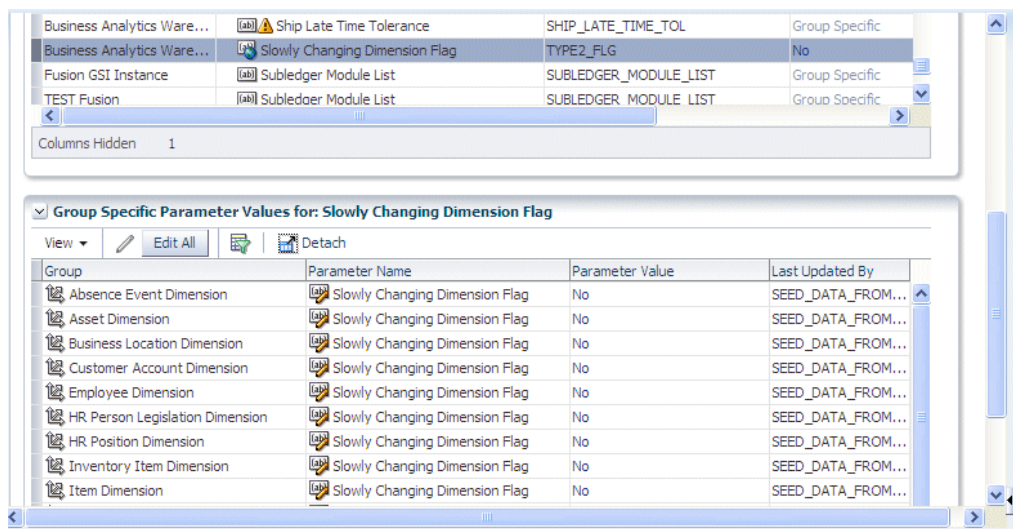 Business Analytics Ware... Ship Late Time Tolerance SHIP_LATE_TIME_TOL Group Specific
Business Analytics Ware... Slowly Changing Dimension Flag TYPE2_FLG No
Fusion GSI Instance Subledger Module List SUBLEDGER_MODULE_LIST Group Specific
TEST Fusion Subledger Module List SUBLEDGER_MODULE_LIST Group Specific
Columns Hidden 1
Group Specific Parameter Values for: Slowly Changing Dimension Flag
View Edit All Detach
Group Parameter Name Parameter Value Last Updated By
Absence Event Dimension Slowly Changing Dimension Flag No SEED_DATA_FROM...
Asset Dimension Slowly Changing Dimension Flag No SEED_DATA_FROM...
Business Location Dimension Slowly Changing Dimension Flag No SEED_DATA_FROM...
Customer Account Dimension Slowly Changing Dimension Flag No SEED_DATA_FROM...
Employee Dimension Slowly Changing Dimension Flag No SEED_DATA_FROM...
HR Person Legislation Dimension Slowly Changing Dimension Flag No SEED_DATA_FROM...
HR Position Dimension Slowly Changing Dimension Flag No SEED_DATA_FROM...
Inventory Item Dimension Slowly Changing Dimension Flag No SEED_DATA_FROM...
Item Dimension Slowly Changing Dimension Flag No SEED_DATA_FROM...